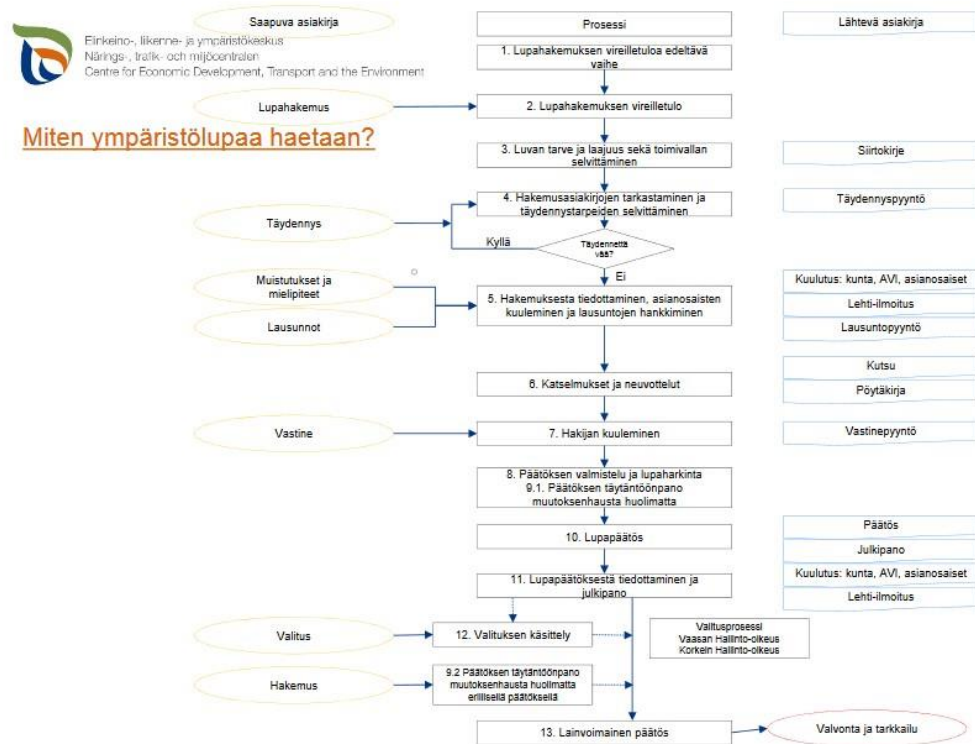 Saapuva asiakirja
Prosessi
Lähtevä asiakirja
Elinkeino-, liikenne- ja ympäristökeskus
Närings-, trafik- och miljöcentralen
Centre for Economic Development, Transport and the Environment
1. Lupahakemuksen vireilletuloa edeltävä
vaihe
Lupahakemus
2. Lupahakemuksen vireilletulo
Miten ympäristölupaa haetaan?
3. Luvan tarve ja laajuus sekä toimivallan
selvittäminen
Siirtokirje
4. Hakemusasiakirjojen tarkastaminen ja
täydennystarpeiden selvittäminen
Täydennyspyyntö
Täydennys
Kyllä
Täydennettä
vää?
Ei
Muistutukset ja
mielipiteet
Lausunnot
5. Hakemuksesta tiedottaminen, asianosaisten
kuuleminen ja lausuntojen hankkiminen
Kuulutus: kunta, AVI, asianosaiset
Lehti-ilmoitus
Lausuntopyyntö
Kutsu
6. Katselmukset ja neuvottelut
Pöytäkirja
Vastine
7. Hakijan kuuleminen
Vastinepyyntö
8. Päätöksen valmistelu ja lupaharkinta
9.1. Päätöksen täytäntöönpano
muutoksenhausta huolimatta
10. Lupapäätös
Päätös
Julkipano
11. Lupapäätöksestä tiedottaminen ja
julkipano
Kuulutus: kunta, AVI, asianosaiset
Lehti-ilmoitus
Valitus
12. Valituksen käsittely
Valitusprosessi
Vaasan Hallinto-oikeus
Korkein Hallinto-oikeus
Hakemus
9.2 Päätöksen täytäntöönpano
muutoksenhausta huolimatta
erillisellä päätöksellä
13. Lainvoimainen päätös
Valvonta ja tarkkailu